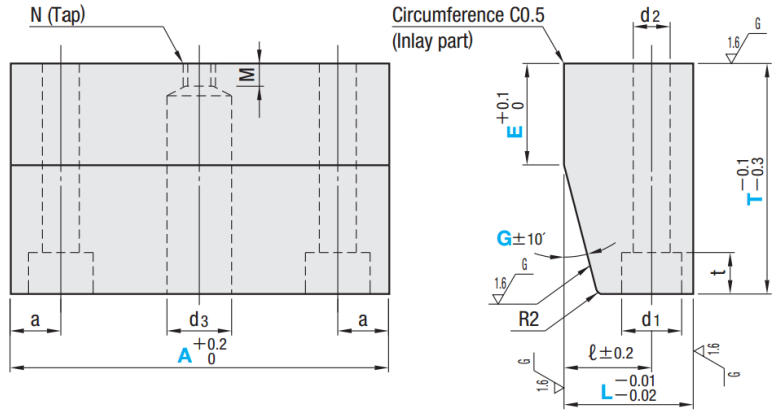 N (Tap)
M
a
d3
a
A +0.2 0
Circumference C0.5
(Inlay part)
d2
1.6 G
E +0.1 0
T −0.1 −0.3
G±10′
1.6 G
R2
t
d1
ℓ±0.2
1.6 G
1.6 G
L −0.01 −0.02